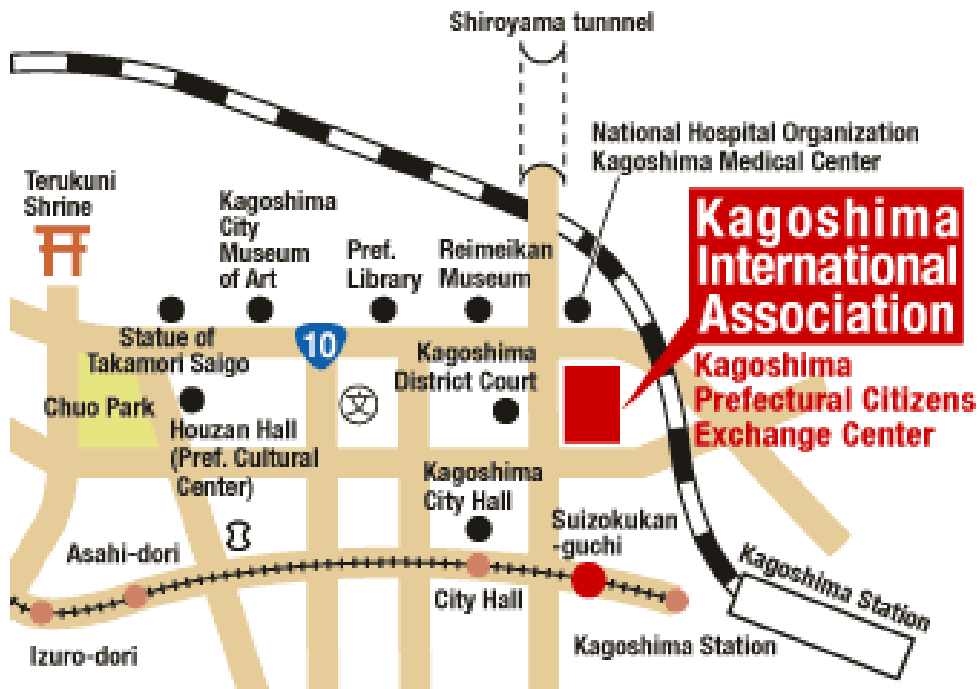 Shiroyama tunnnel
National Hospital Organization
Kagoshima Medical Center
Terukuni
Shrine
Kagoshima
City
Museum
of Art
Pref.
Library
Reimeikan
Museum
Kagoshima
International
Association
Statue of
Takamori Saigo
10
Kagoshima
District Court
Kagoshima
Prefectural Citizens
Exchange Center
Chuo Park
文
Houzan Hall
(Pref. Cultural
Center)
Kagoshima
City Hall
Suizokukan
-guchi
Asahi-dori
City Hall
Kagoshima Station
Izuro-dori
Kagoshima Station